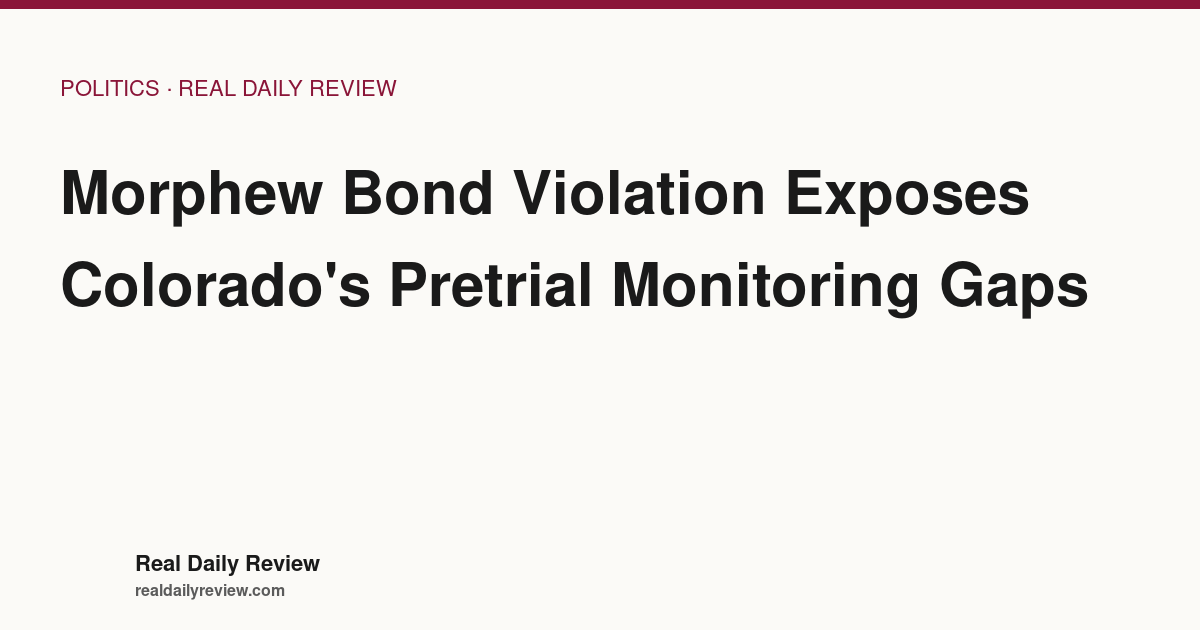 POLITICS · REAL DAILY REVIEW
Morphew Bond Violation Exposes
Colorado's Pretrial Monitoring Gaps
Real Daily Review
realdailyreview.com